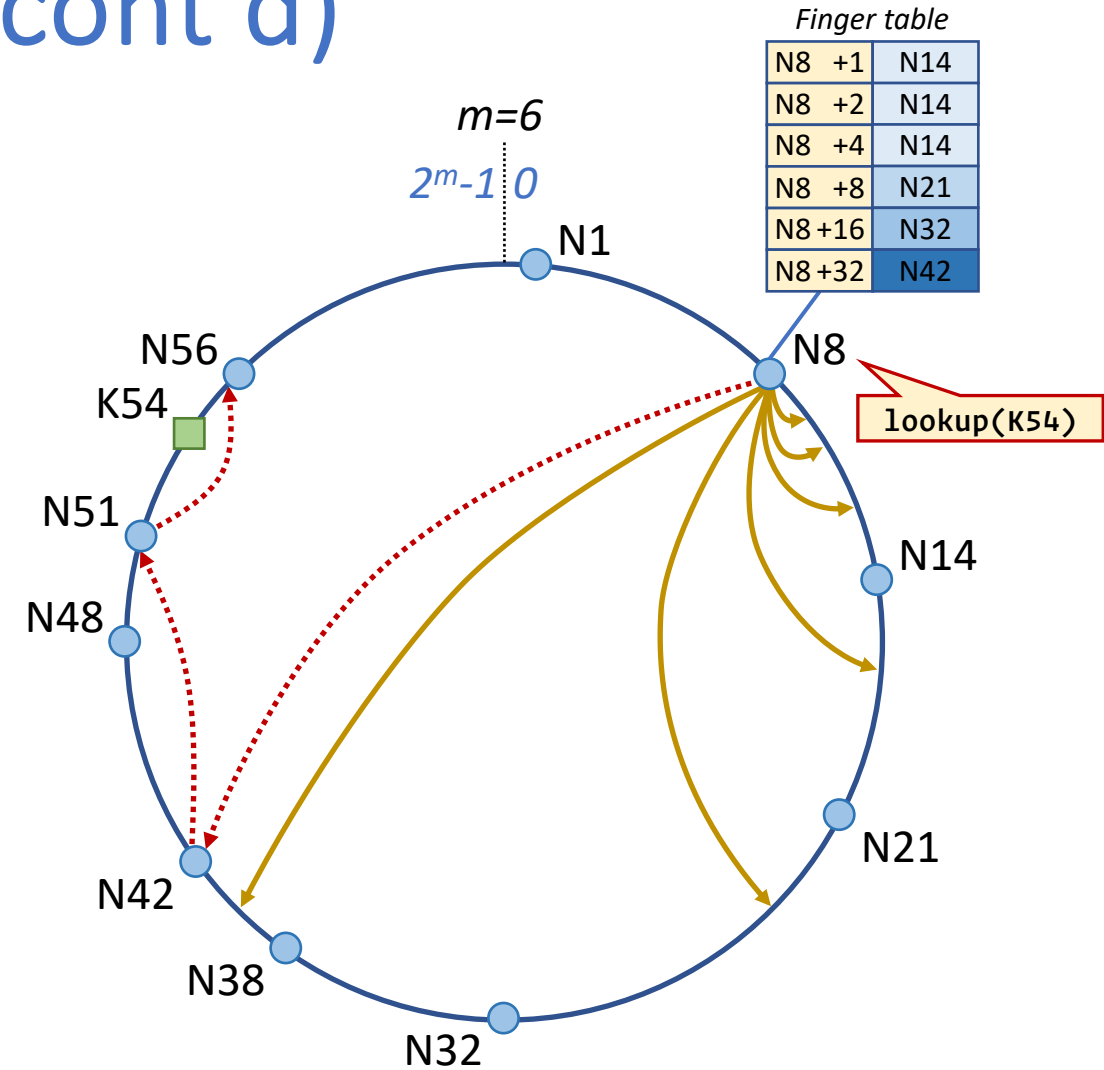 cont'd)
Finger table
N8 +1 N14
N8 +2 N14
N8 +4 N14
N8 +8 N21
N8 +16 N32
N8 +32 N42
m=6
2ᵐ-1 0
N1
N56
N8
K54
lookup(K54)
N51
N14
N48
N21
N42
N38
N32